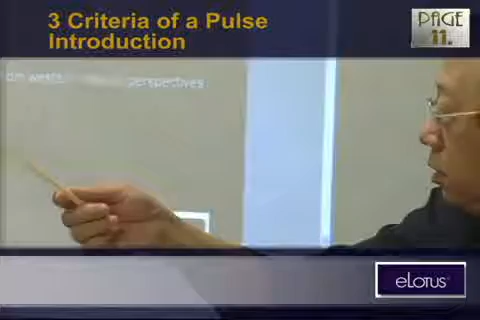 3 Criteria of a Pulse
Introduction
PAGE
11.
perspectives
eLotus